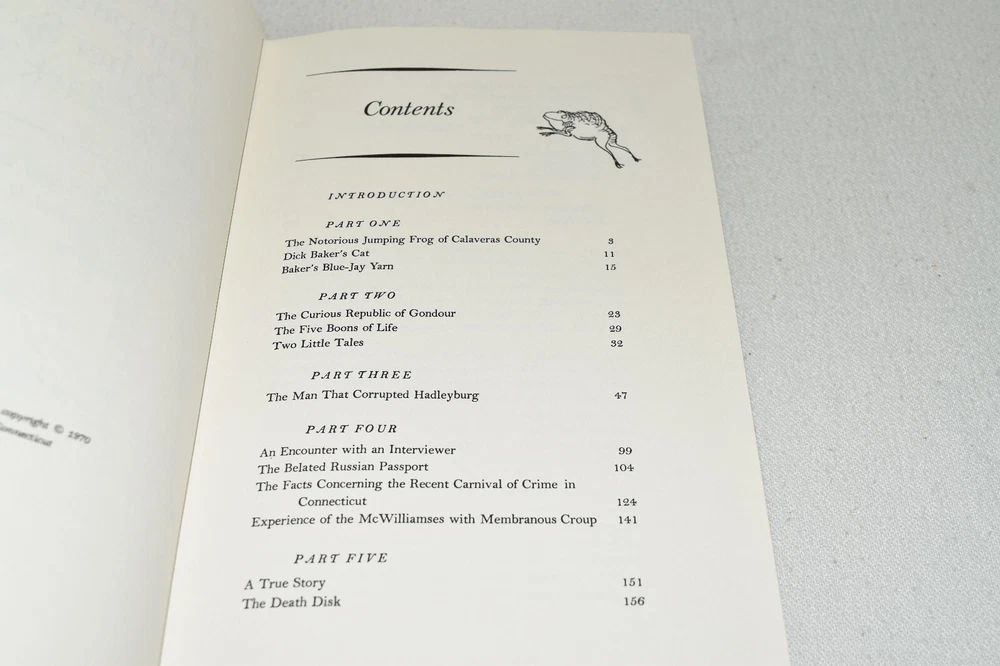 copyright © 1970
Connecticut
Contents
INTRODUCTION
PART ONE
The Notorious Jumping Frog of Calaveras County 3
Dick Baker's Cat 11
Baker's Blue-Jay Yarn 15
PART TWO
The Curious Republic of Gondour 23
The Five Boons of Life 29
Two Little Tales 32
PART THREE
The Man That Corrupted Hadleyburg 47
PART FOUR
An Encounter with an Interviewer 99
The Belated Russian Passport 104
The Facts Concerning the Recent Carnival of Crime in
Connecticut 124
Experience of the McWilliamses with Membranous Croup 141
PART FIVE
A True Story 151
The Death Disk 156